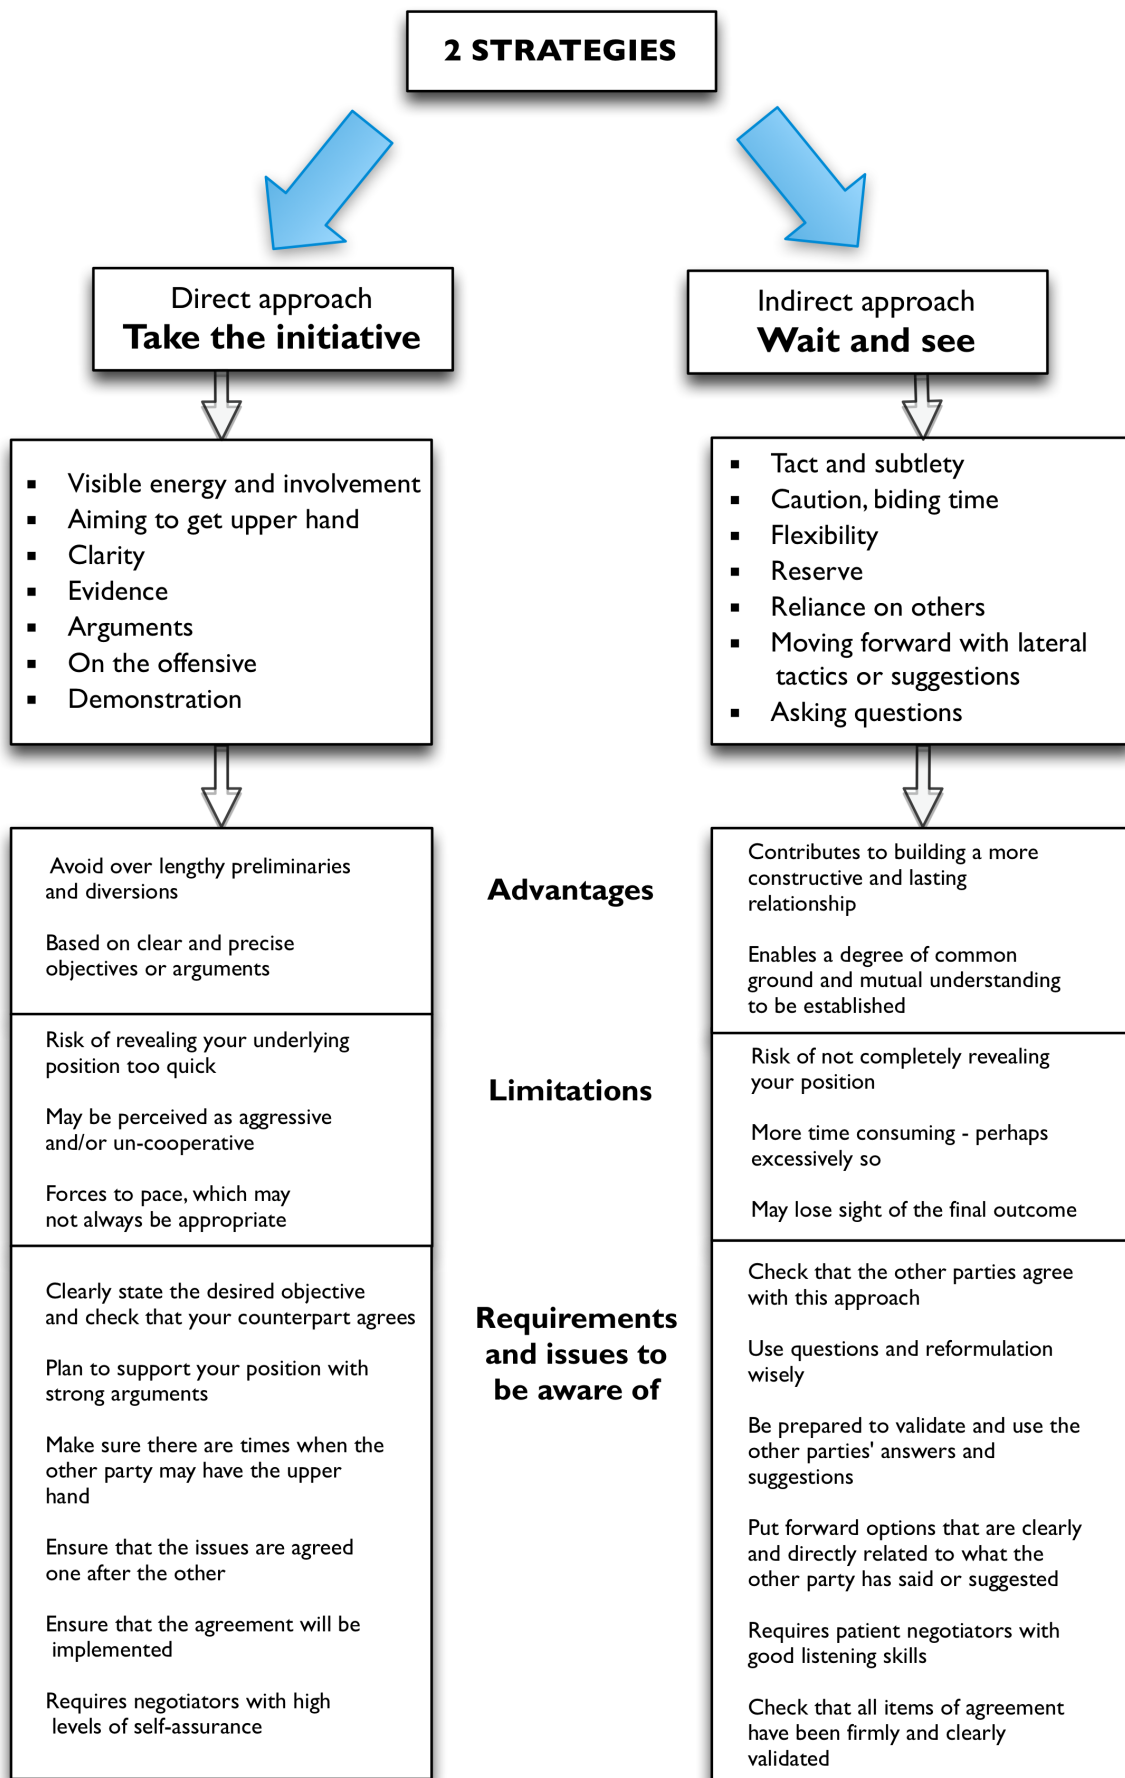 2 STRATEGIES
Direct approach
Take the initiative
Indirect approach
Wait and see
▪ Visible energy and involvement
▪ Aiming to get upper hand
▪ Clarity
▪ Evidence
▪ Arguments
▪ On the offensive
▪ Demonstration
▪ Tact and subtlety
▪ Caution, biding time
▪ Flexibility
▪ Reserve
▪ Reliance on others
▪ Moving forward with lateral
tactics or suggestions
▪ Asking questions
Advantages
Avoid over lengthy preliminaries
and diversions
Based on clear and precise
objectives or arguments
Contributes to building a more
constructive and lasting
relationship
Enables a degree of common
ground and mutual understanding
to be established
Limitations
Risk of revealing your underlying
position too quick
May be perceived as aggressive
and/or un-cooperative
Forces to pace, which may
not always be appropriate
Risk of not completely revealing
your position
More time consuming - perhaps
excessively so
May lose sight of the final outcome
Requirements
and issues to
be aware of
Clearly state the desired objective
and check that your counterpart agrees
Plan to support your position with
strong arguments
Make sure there are times when the
other party may have the upper
hand
Ensure that the issues are agreed
one after the other
Ensure that the agreement will be
implemented
Requires negotiators with high
levels of self-assurance
Check that the other parties agree
with this approach
Use questions and reformulation
wisely
Be prepared to validate and use the
other parties' answers and
suggestions
Put forward options that are clearly
and directly related to what the
other party has said or suggested
Requires patient negotiators with
good listening skills
Check that all items of agreement
have been firmly and clearly
validated